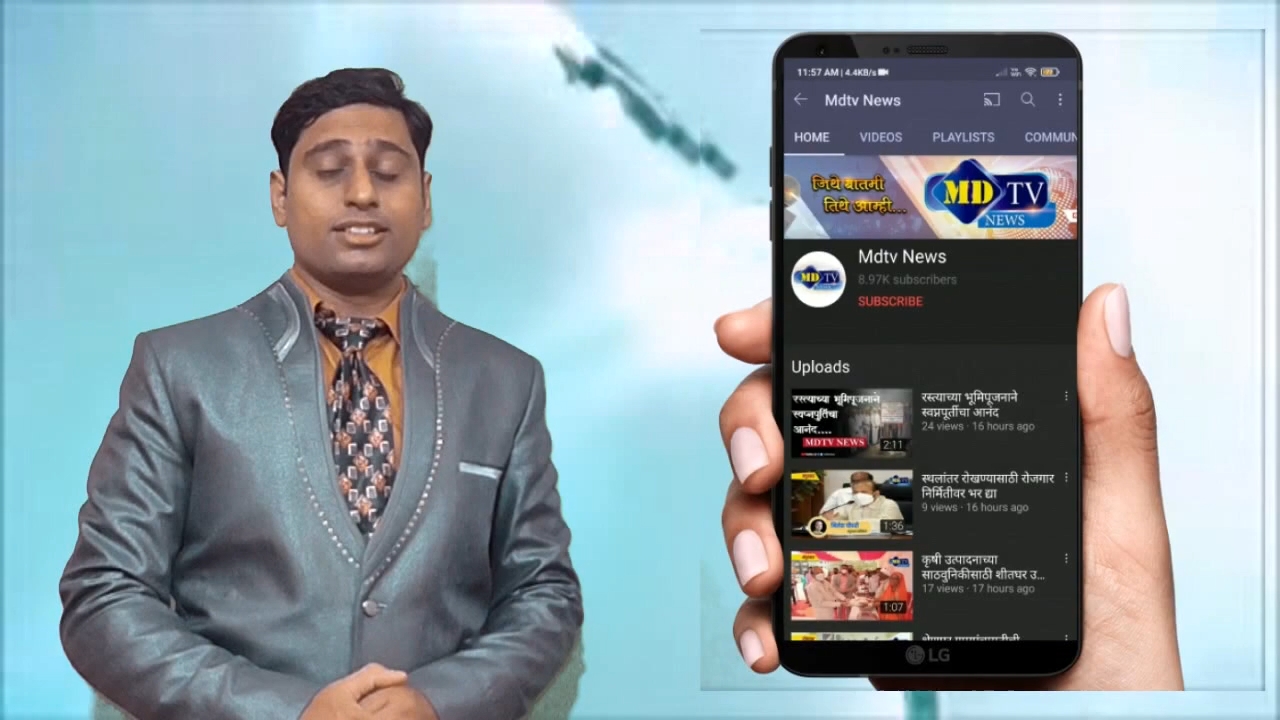 11:57 AM | 4.4KB/s
Mdtv News
HOME VIDEOS PLAYLISTS COMMUN
जिथे बातमी
तिथे आम्ही...
MD TV
NEWS
MD TV
Mdtv News
8.97K subscribers
SUBSCRIBE
Uploads
रस्त्याच्या भूमिपूजनाने
स्वप्नपूर्तिचा
आनंद....
MDTV NEWS
2:11
रस्त्याच्या भूमिपूजनाने
स्वप्नपूर्तीचा आनंद
24 views · 16 hours ago
1:36
स्थलांतर रोखण्यासाठी रोजगार
निर्मितीवर भर द्या
9 views · 16 hours ago
1:07
कृषी उत्पादनाच्या
साठवुनिकीसाठी शीतघर उ...
17 views · 17 hours ago
LG